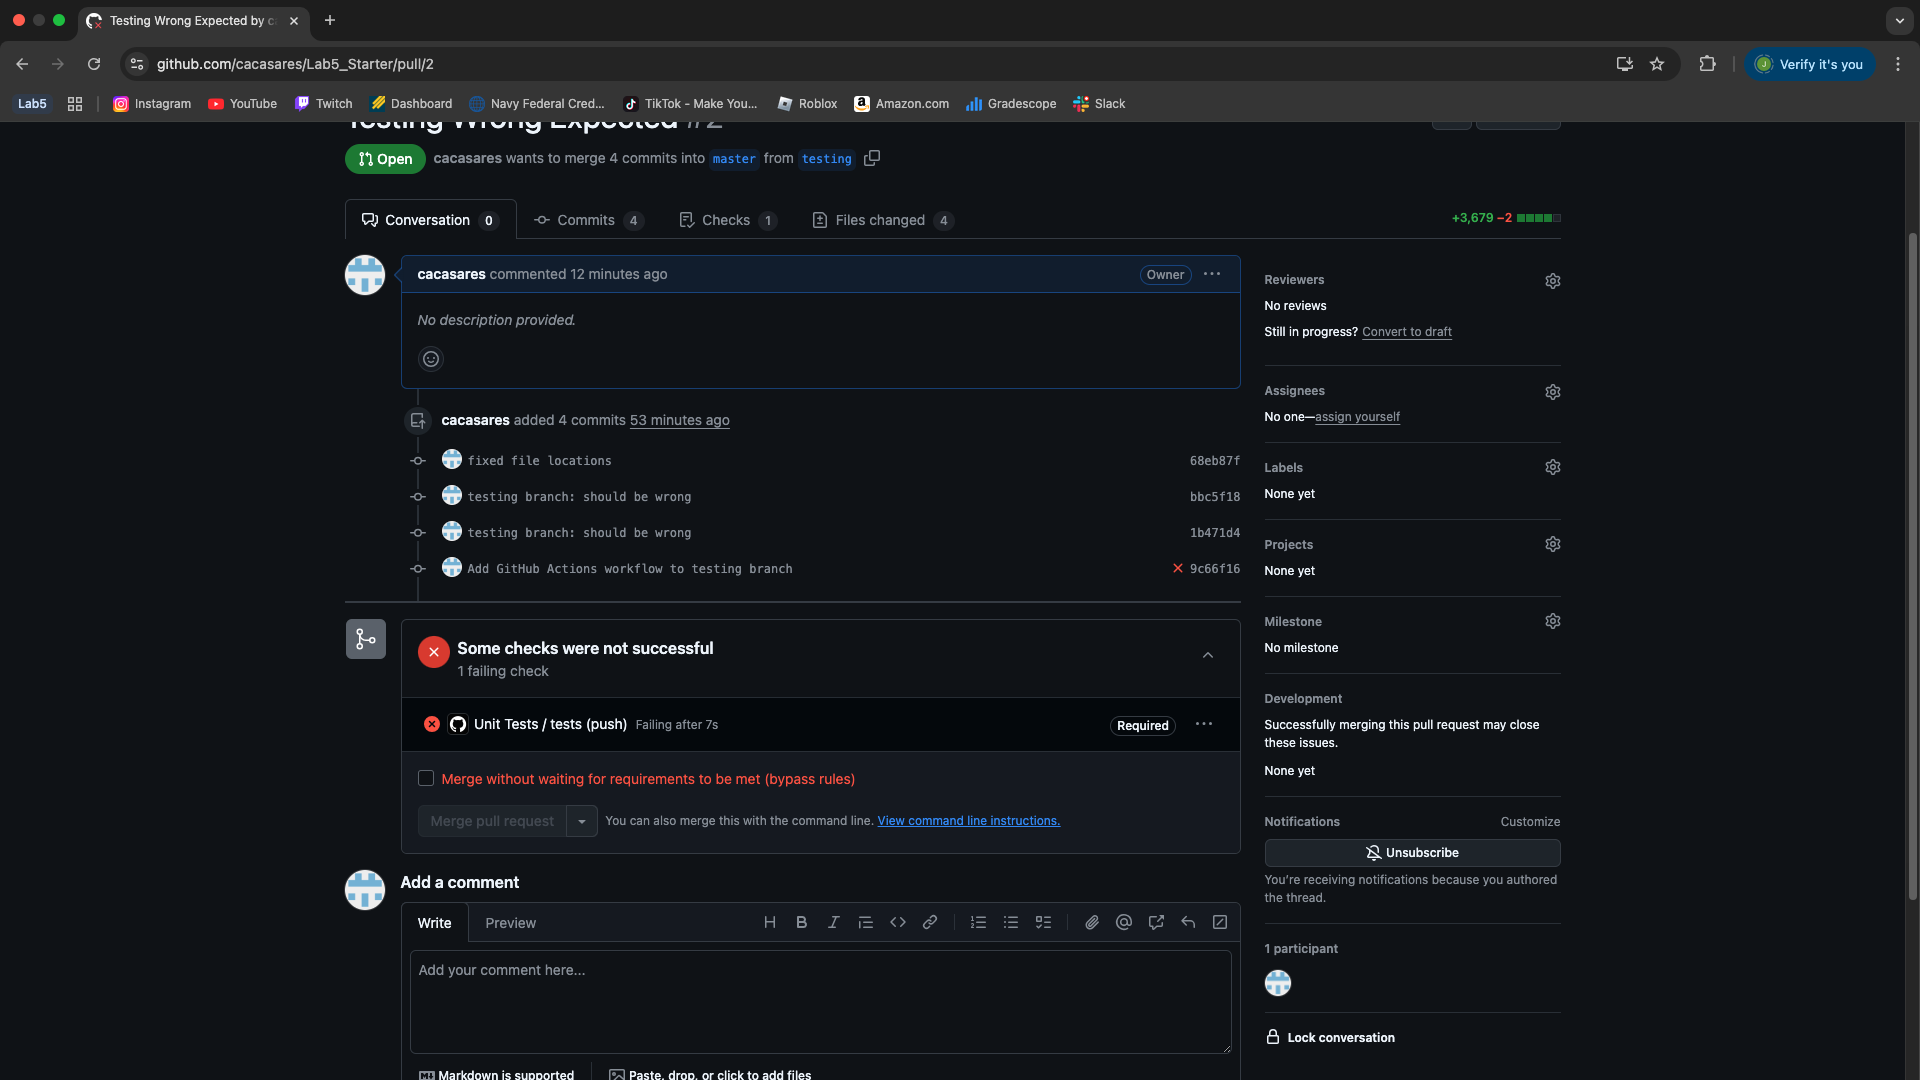 Testing Wrong Expected by c
github.com/cacasares/Lab5_Starter/pull/2
Verify it's you
Lab5
Instagram
YouTube
Twitch
Dashboard
Navy Federal Cred...
TikTok - Make You...
Roblox
Amazon.com
Gradescope
Slack
Testing Wrong Expected #2
Open
cacasares wants to merge 4 commits into master from testing
Conversation 0
Commits 4
Checks 1
Files changed 4
+3,679 −2
cacasares commented 12 minutes ago
Owner
No description provided.
cacasares added 4 commits 53 minutes ago
fixed file locations 68eb87f
testing branch: should be wrong bbc5f18
testing branch: should be wrong 1b471d4
Add GitHub Actions workflow to testing branch 9c66f16
Some checks were not successful
1 failing check
Unit Tests / tests (push) Failing after 7s
Required
Merge without waiting for requirements to be met (bypass rules)
Merge pull request
You can also merge this with the command line. View command line instructions.
Add a comment
Write
Preview
Add your comment here...
Markdown is supported
Paste, drop, or click to add files
Reviewers
No reviews
Still in progress? Convert to draft
Assignees
No one—assign yourself
Labels
None yet
Projects
None yet
Milestone
No milestone
Development
Successfully merging this pull request may close
these issues.
None yet
Notifications
Customize
Unsubscribe
You're receiving notifications because you authored
the thread.
1 participant
Lock conversation